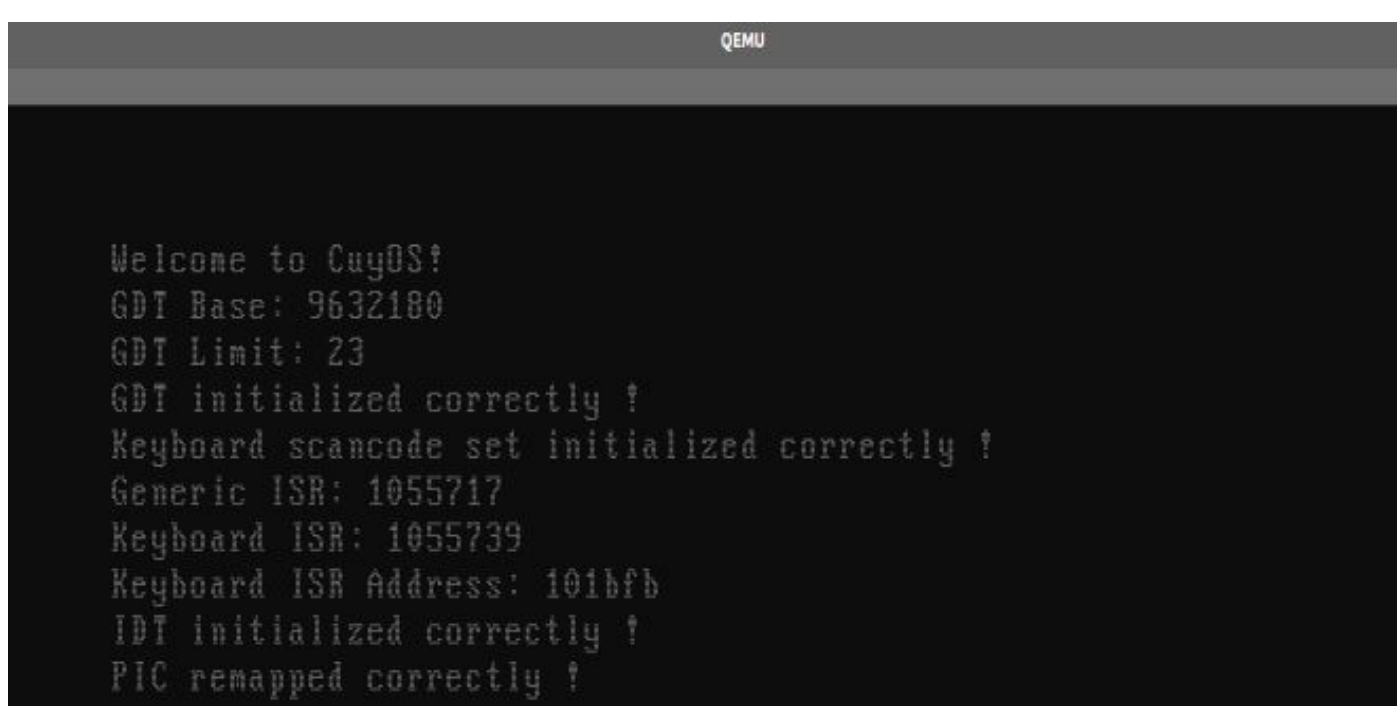 QEMU
Welcome to CuyOS!
GDT Base: 9632180
GDT Limit: 23
GDT initialized correctly !
Keyboard scancode set initialized correctly !
Generic ISR: 1055717
Keyboard ISR: 1055739
Keyboard ISR Address: 101bfb
IDT initialized correctly !
PIC remapped correctly !